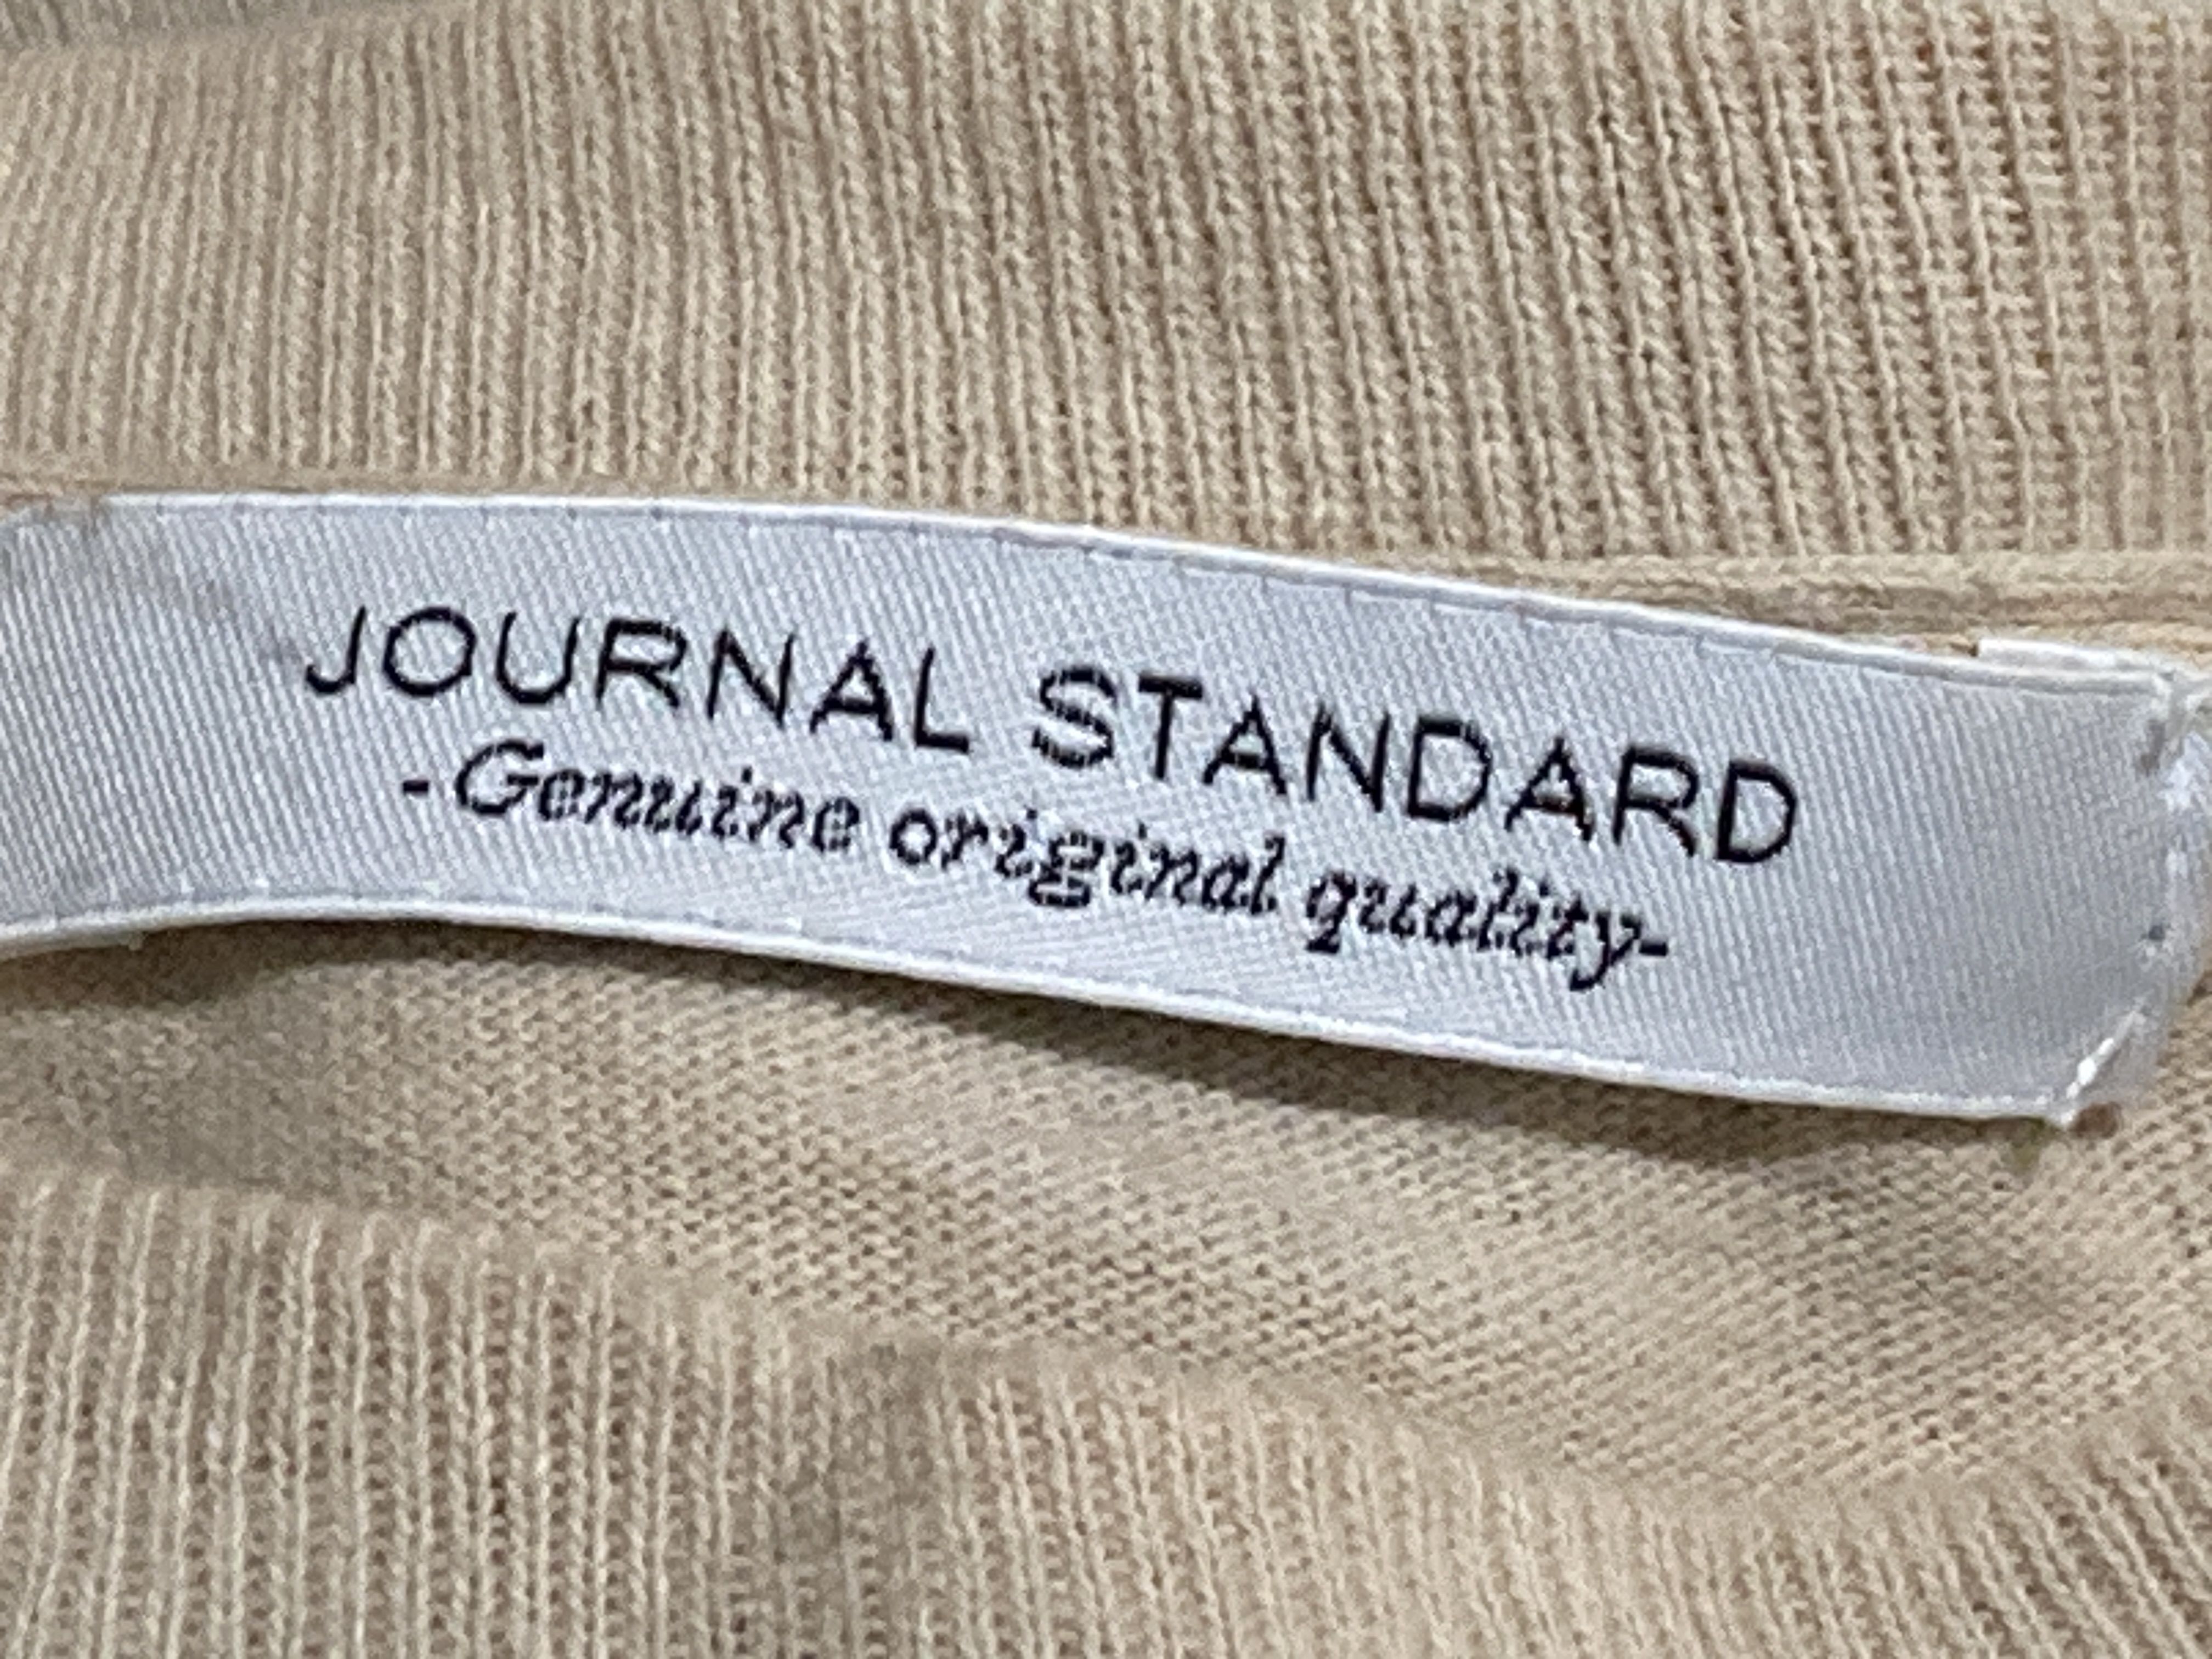 JOURNAL STANDARD
-Genuine original quality-